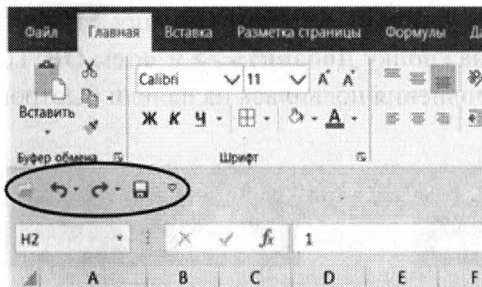 Файл Главная Вставка Разметка страницы Формулы
Calibri 11 A A
Вставить
Ж К Ч A
Буфер обмена Шрифт
H2 fx 1
A B C D E F